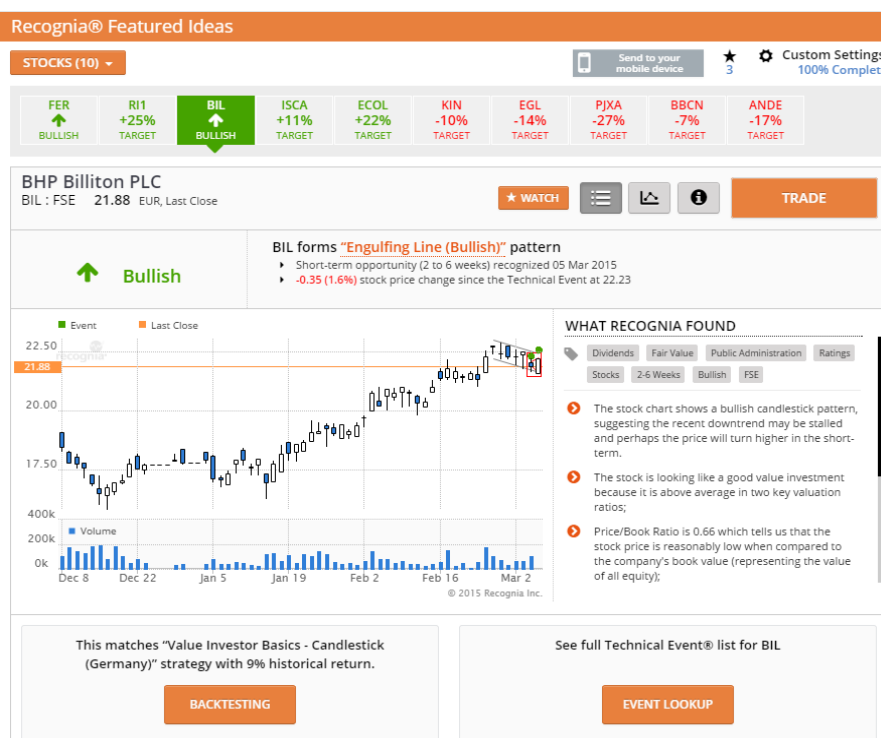 Recognia® Featured Ideas
STOCKS (10)
Send to your
mobile device
3
Custom Settings
100% Complet
FER
BULLISH
RI1
+25%
TARGET
BIL
BULLISH
ISCA
+11%
TARGET
ECOL
+22%
TARGET
KIN
-10%
TARGET
EGL
-14%
TARGET
PJXA
-27%
TARGET
BBCN
-7%
TARGET
ANDE
-17%
TARGET
BHP Billiton PLC
BIL : FSE 21.88 EUR, Last Close
WATCH
TRADE
Bullish
BIL forms “Engulfing Line (Bullish)” pattern
Short-term opportunity (2 to 6 weeks) recognized 05 Mar 2015
-0.35 (1.6%) stock price change since the Technical Event at 22.23
Event Last Close
recognia
22.50
21.88
20.00
17.50
400k
Volume
200k
0k
Dec 8 Dec 22 Jan 5 Jan 19 Feb 2 Feb 16 Mar 2
© 2015 Recognia Inc.
WHAT RECOGNIA FOUND
Dividends Fair Value Public Administration Ratings
Stocks 2-6 Weeks Bullish FSE
The stock chart shows a bullish candlestick pattern,
suggesting the recent downtrend may be stalled
and perhaps the price will turn higher in the short-
term.
The stock is looking like a good value investment
because it is above average in two key valuation
ratios;
Price/Book Ratio is 0.66 which tells us that the
stock price is reasonably low when compared to
the company's book value (representing the value
of all equity);
This matches “Value Investor Basics - Candlestick
(Germany)” strategy with 9% historical return.
BACKTESTING
See full Technical Event® list for BIL
EVENT LOOKUP